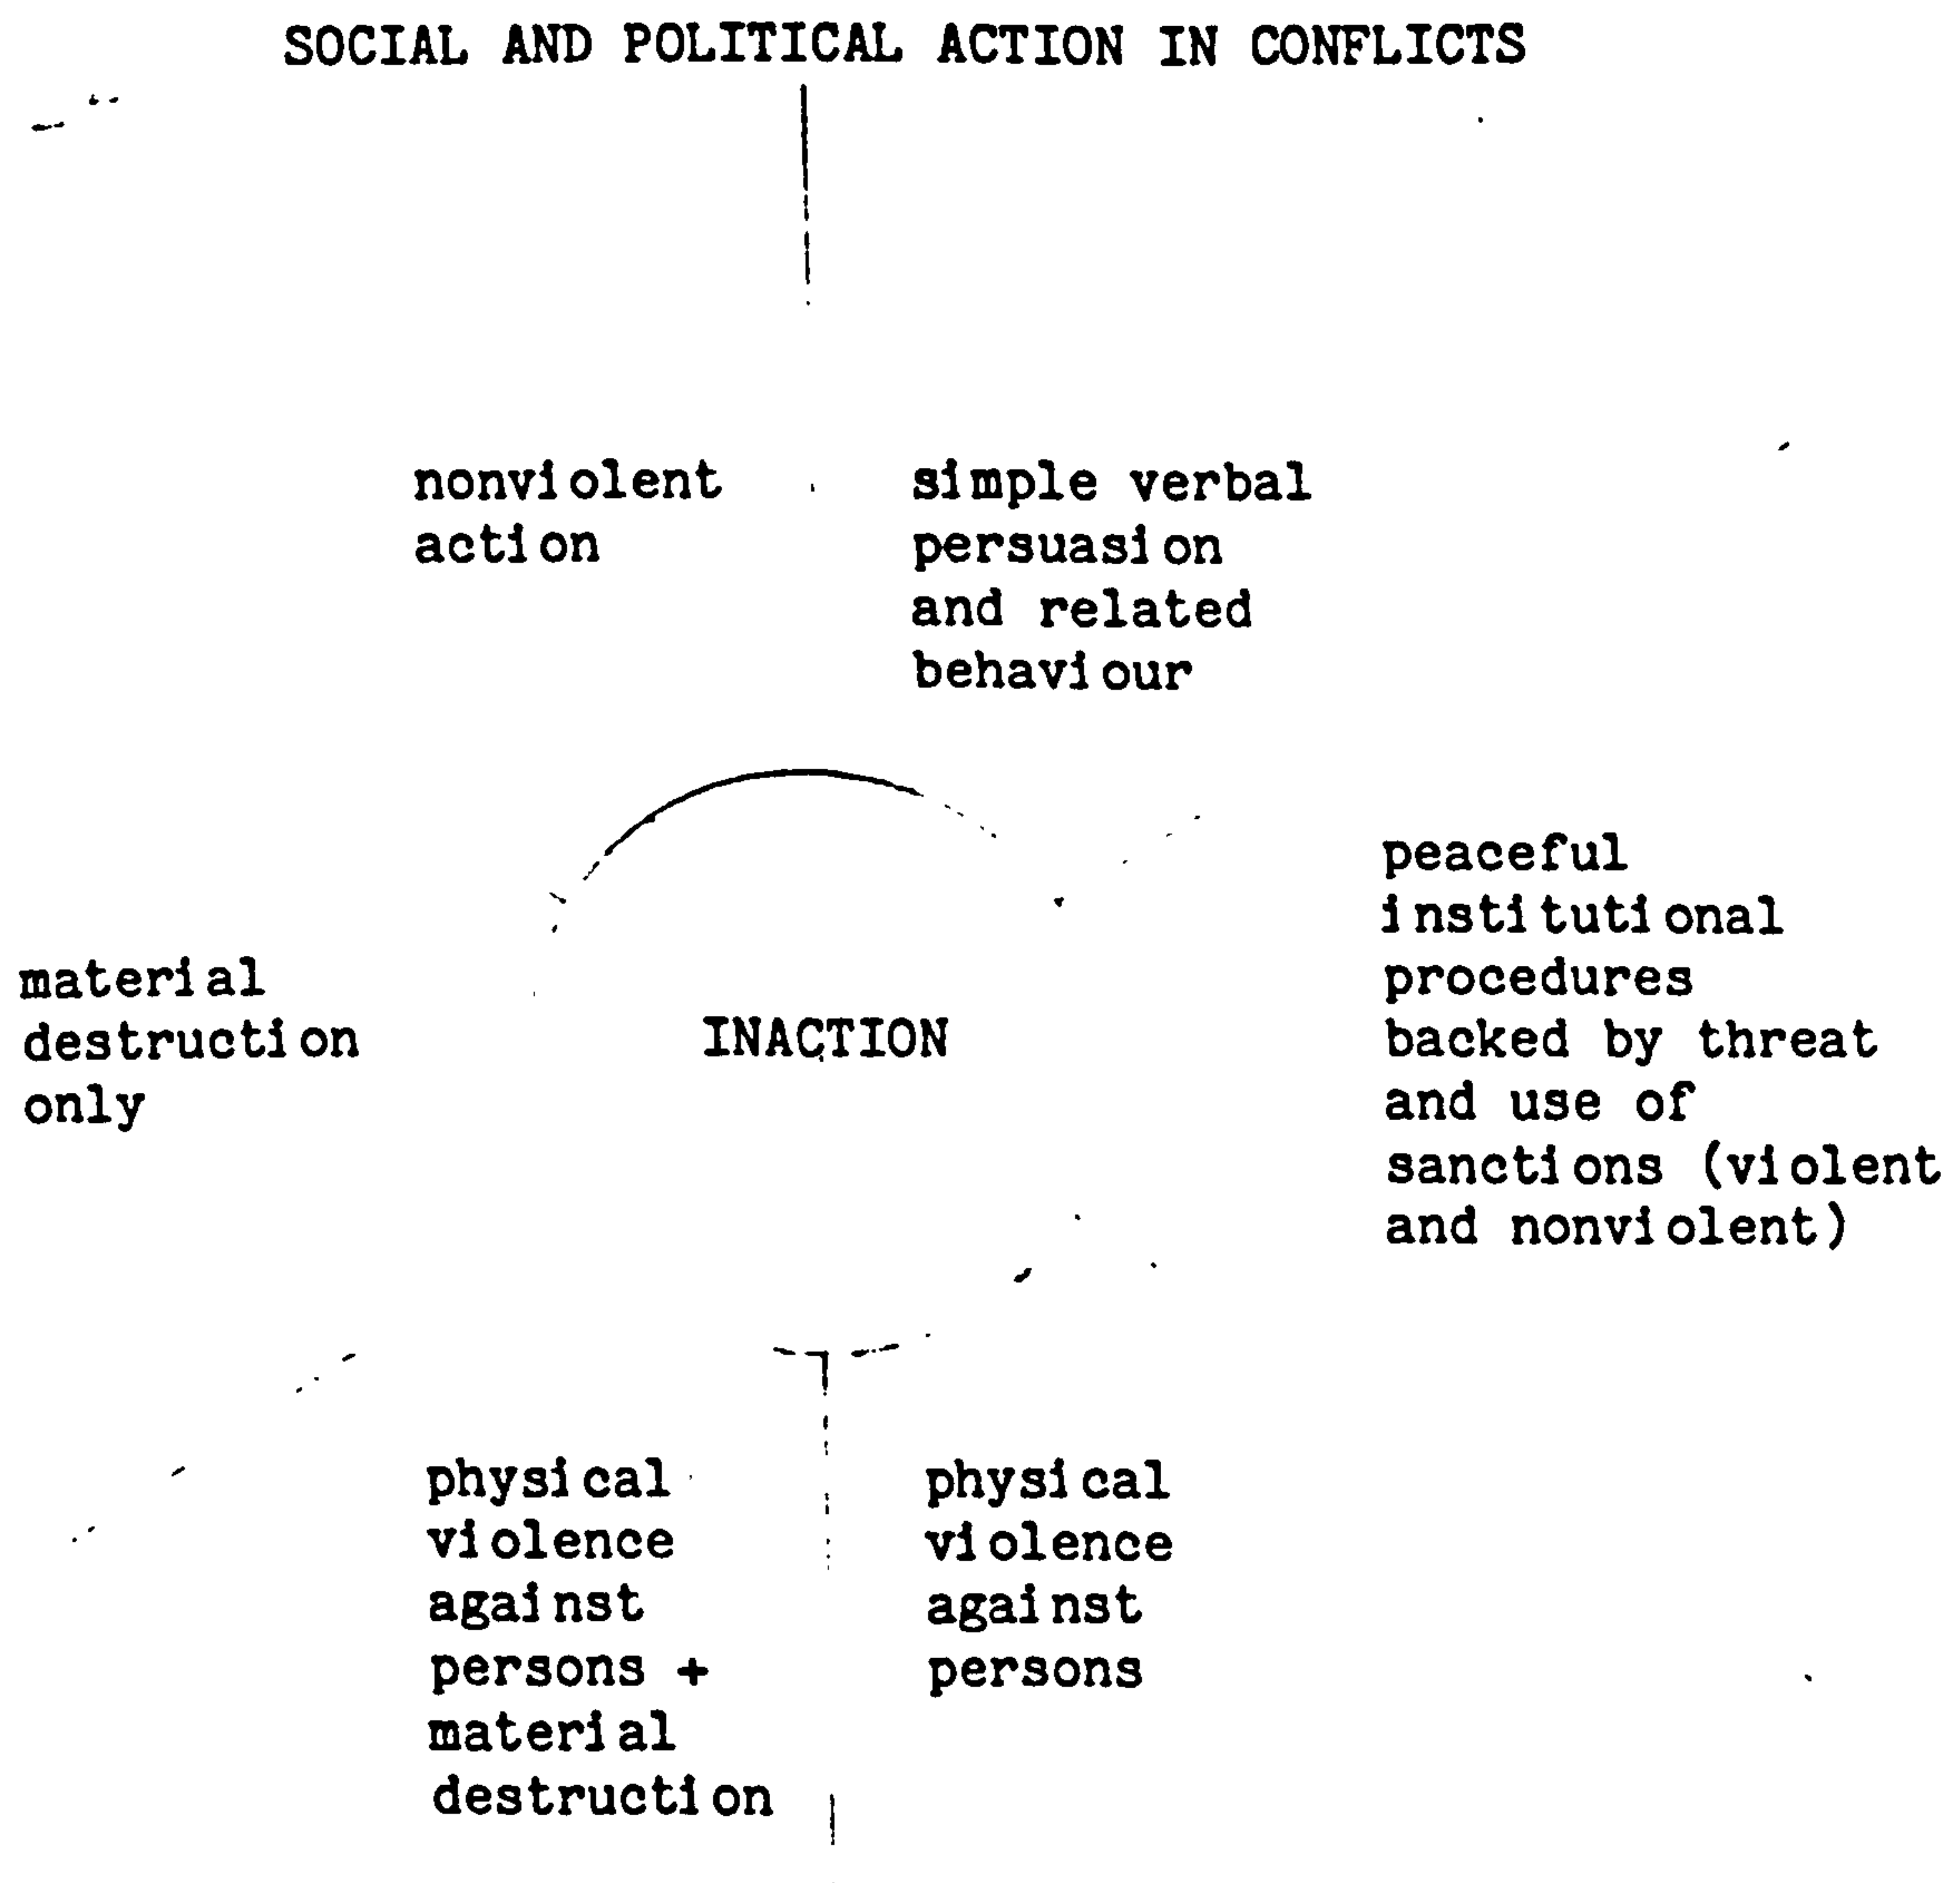 SOCIAL AND POLITICAL ACTION IN CONFLICTS
nonviolent
action
simple verbal
persuasion
and related
behaviour
material
destruction
only
INACTION
peaceful
institutional
procedures
backed by threat
and use of
sanctions (violent
and nonviolent)
physical
violence
against
persons +
material
destruction
physical
violence
against
persons